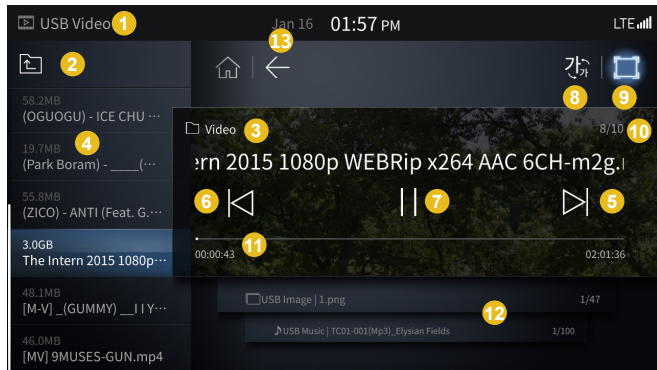 USB Video 1
Jan 16 01:57 PM
LTE
2
13
8
9
가
가
58.2MB
(OGUOGU) - ICE CHU ⋯
19.7MB
(Park Boram) - ____(⋯
4
55.8MB
(ZICO) - ANTI (Feat. G.⋯
3.0GB
The Intern 2015 1080p⋯
48.1MB
[M-V] _(GUMMY) __I I Y⋯
46.0MB
[MV] 9MUSES-GUN.mp4
Video 3
8/10 10
ern 2015 1080p WEBRip x264 AAC 6CH-m2g.
6
7
5
11
00:00:43
02:01:36
USB Image | 1.png
1/47
12
USB Music | TC01-001(Mp3)_Elysian Fields
1/100